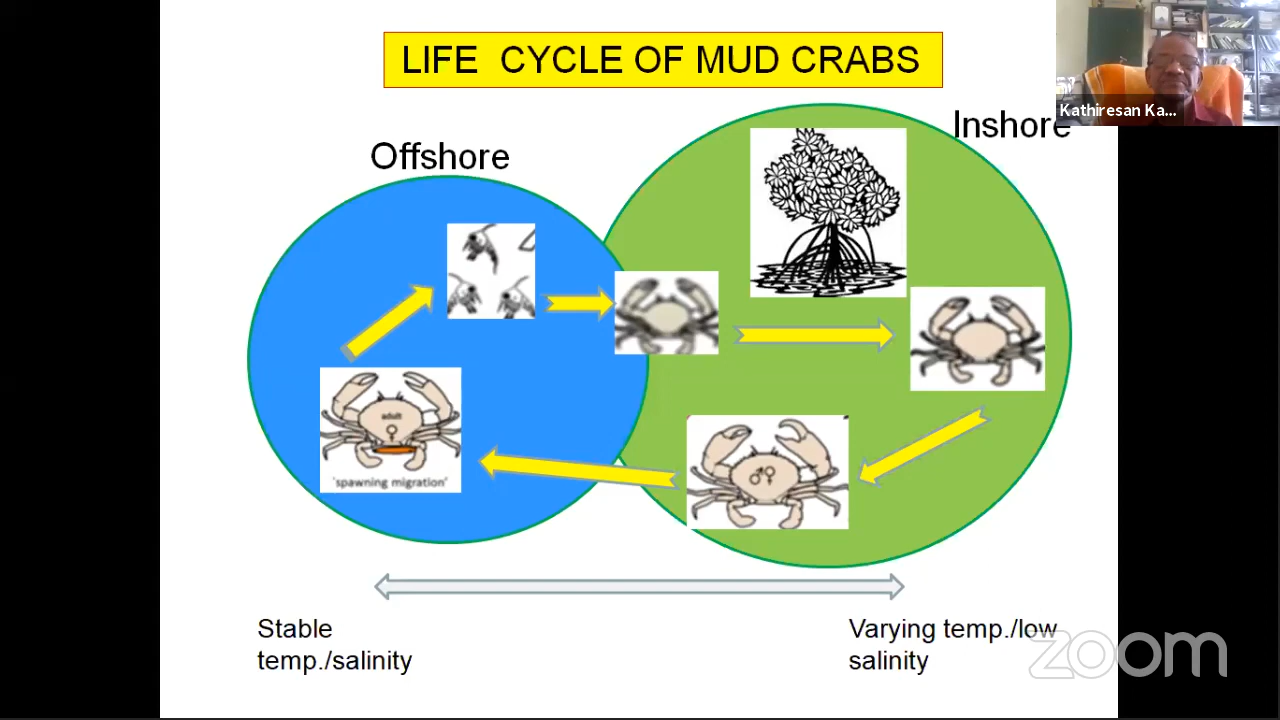 LIFE CYCLE OF MUD CRABS
Kathiresan Ka...
Inshore
Offshore
adult
♀
'spawning migration'
♂♀
Stable
temp./salinity
Varying temp./low
salinity
zoom